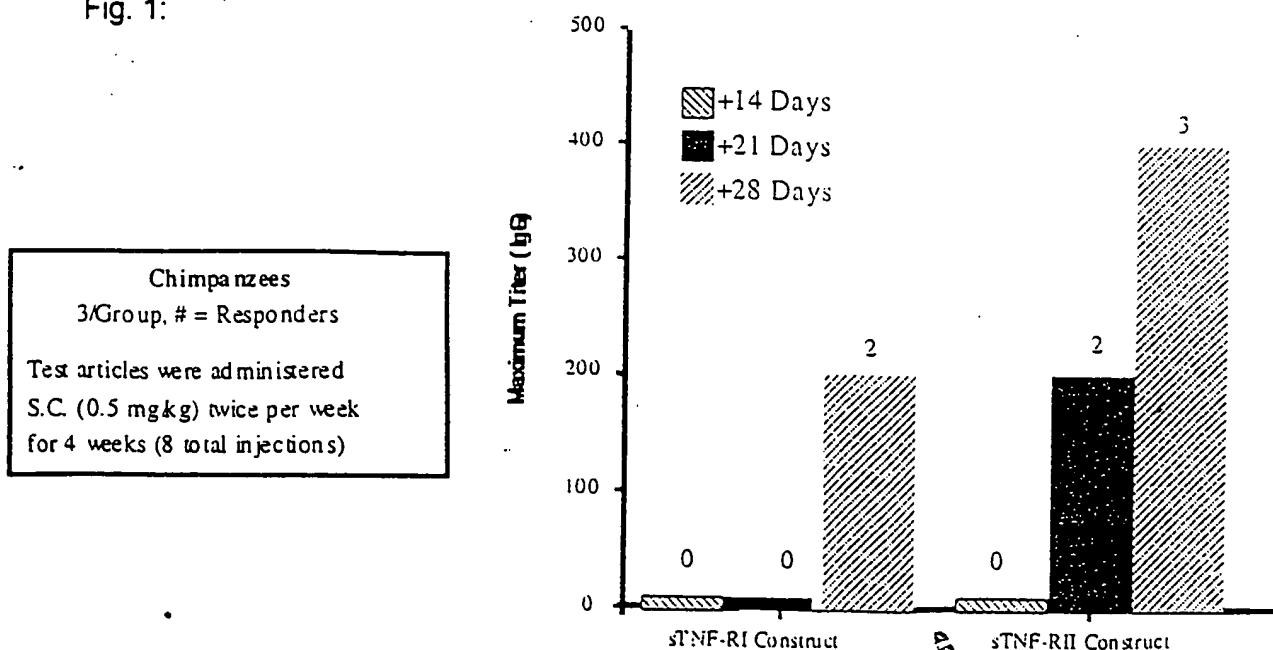 Fig. 1:
500
400
300
200
100
0
Maximum Titer (IgG)
+14 Days
+21 Days
+28 Days
0
0
2
0
2
3
sTNF-RI Construct
sTNF-RII Construct
Chimpanzees
3/Group, # = Responders
Test articles were administered
S.C. (0.5 mgkg) twice per week
for 4 weeks (8 total injections)